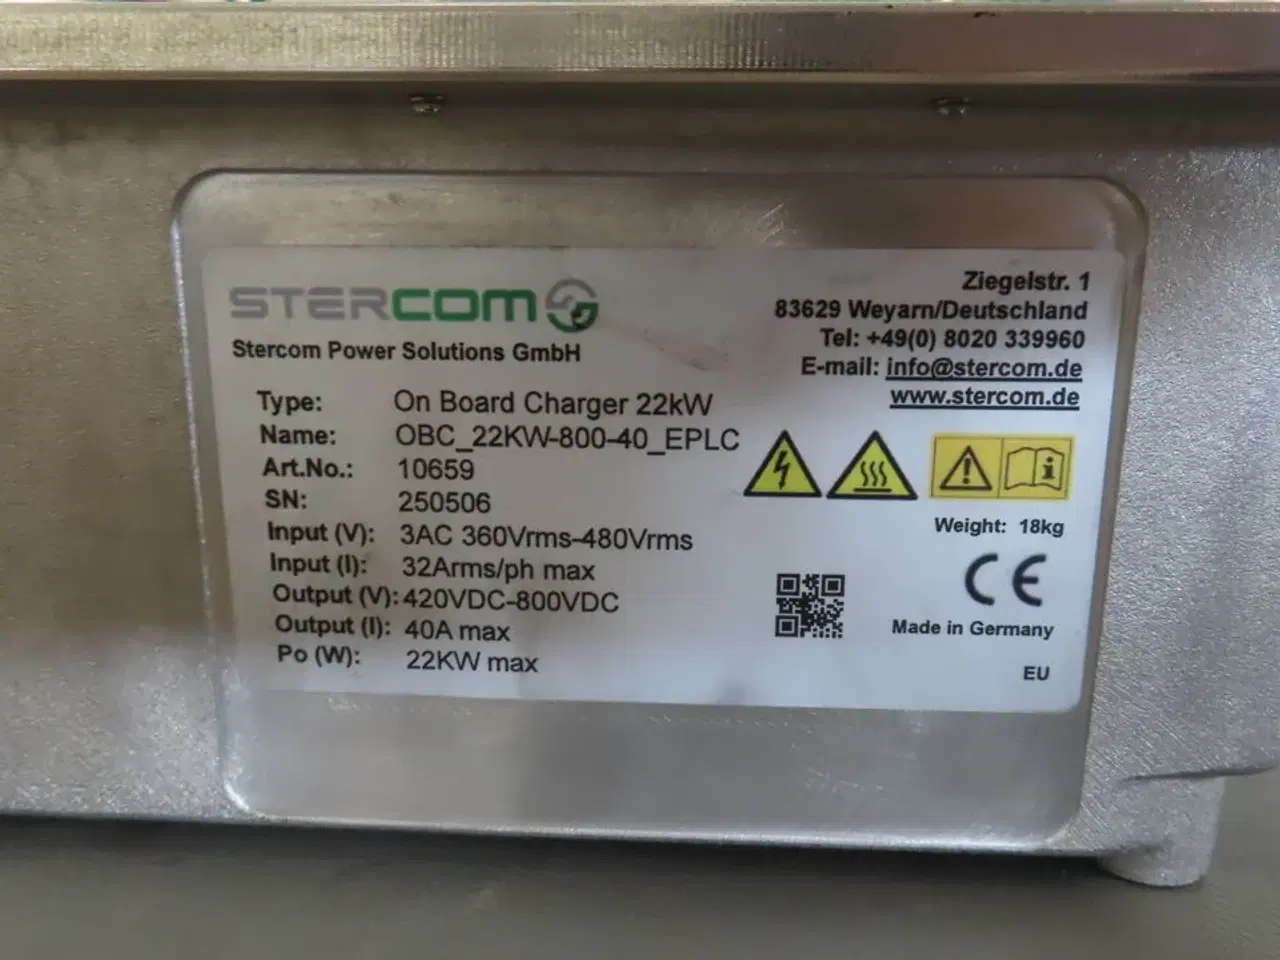 STERCOM
Stercom Power Solutions GmbH
Ziegelstr. 1
83629 Weyarn/Deutschland
Tel: +49(0) 8020 339960
E-mail: info@stercom.de
www.stercom.de
Type: On Board Charger 22kW
Name: OBC_22KW-800-40_EPLC
Art.No.: 10659
SN: 250506
Input (V): 3AC 360Vrms-480Vrms
Input (I): 32Arms/ph max
Output (V): 420VDC-800VDC
Output (I): 40A max
Po (W): 22KW max
Weight: 18kg
CE
Made in Germany
EU